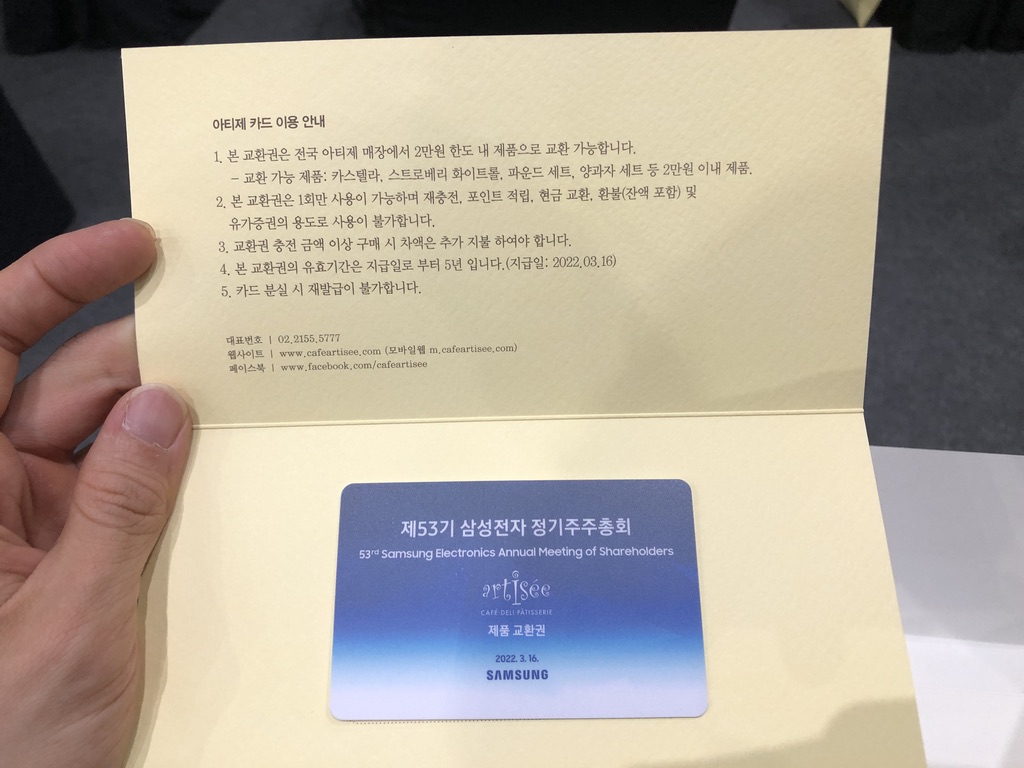 아티제 카드 이용 안내
1. 본 교환권은 전국 아티제 매장에서 2만원 한도 내 제품으로 교환 가능합니다.
– 교환 가능 제품: 카스텔라, 스트로베리 화이트롤, 파운드 세트, 양과자 세트 등 2만원 이내 제품.
2. 본 교환권은 1회만 사용이 가능하며 재충전, 포인트 적립, 현금 교환, 환불(잔액 포함) 및
유가증권의 용도로 사용이 불가합니다.
3. 교환권 충전 금액 이상 구매 시 차액은 추가 지불 하여야 합니다.
4. 본 교환권의 유효기간은 지급일로 부터 5년 입니다.(지급일: 2022.03.16)
5. 카드 분실 시 재발급이 불가합니다.
대표번호 | 02.2155.5777
웹사이트 | www.cafeartisee.com (모바일웹 m.cafeartisee.com)
페이스북 | www.facebook.com/cafeartisee
제53기 삼성전자 정기주주총회
53rd Samsung Electronics Annual Meeting of Shareholders
artisée
CAFÉ·DELI·PÂTISSERIE
제품 교환권
2022. 3. 16.
SAMSUNG